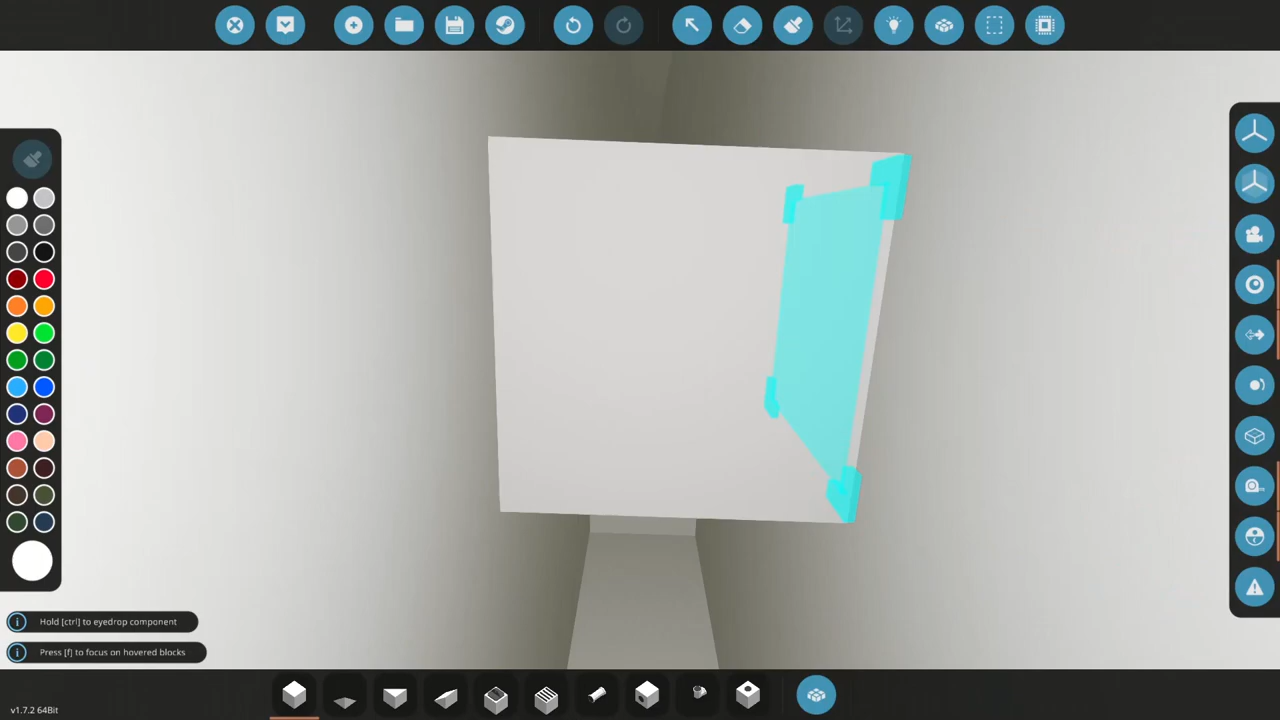 Hold [ctrl] to eyedrop component
Press [f] to focus on hovered blocks
v1.7.2 64Bit